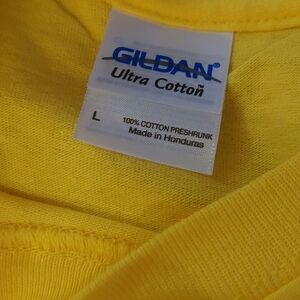 GILDAN
Ultra Cotton
L
100% COTTON PRESHRUNK
Made in Honduras